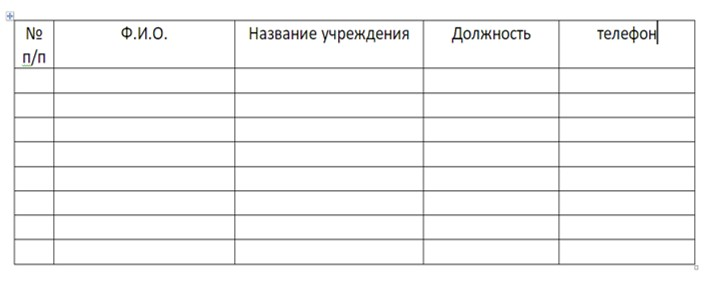 № Ф.И.О. Название учреждения Должность телефон
п/п